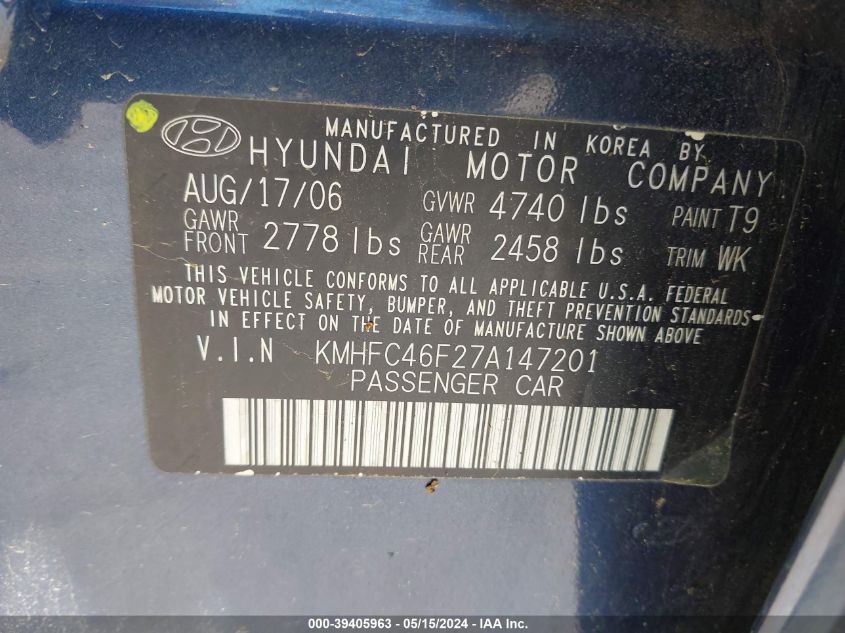 MANUFACTURED IN KOREA BY
HYUNDAI MOTOR COMPANY
AUG/17/06 GVWR 4740 lbs PAINT T9
GAWR FRONT 2778 lbs GAWR REAR 2458 lbs TRIM WK
THIS VEHICLE CONFORMS TO ALL APPLICABLE U.S.A. FEDERAL
MOTOR VEHICLE SAFETY, BUMPER, AND THEFT PREVENTION STANDARDS
IN EFFECT ON THE DATE OF MANUFACTURE SHOWN ABOVE
V.I.N KMHFC46F27A147201
PASSENGER CAR
000-39405963 - 05/15/2024 - IAA, Inc.